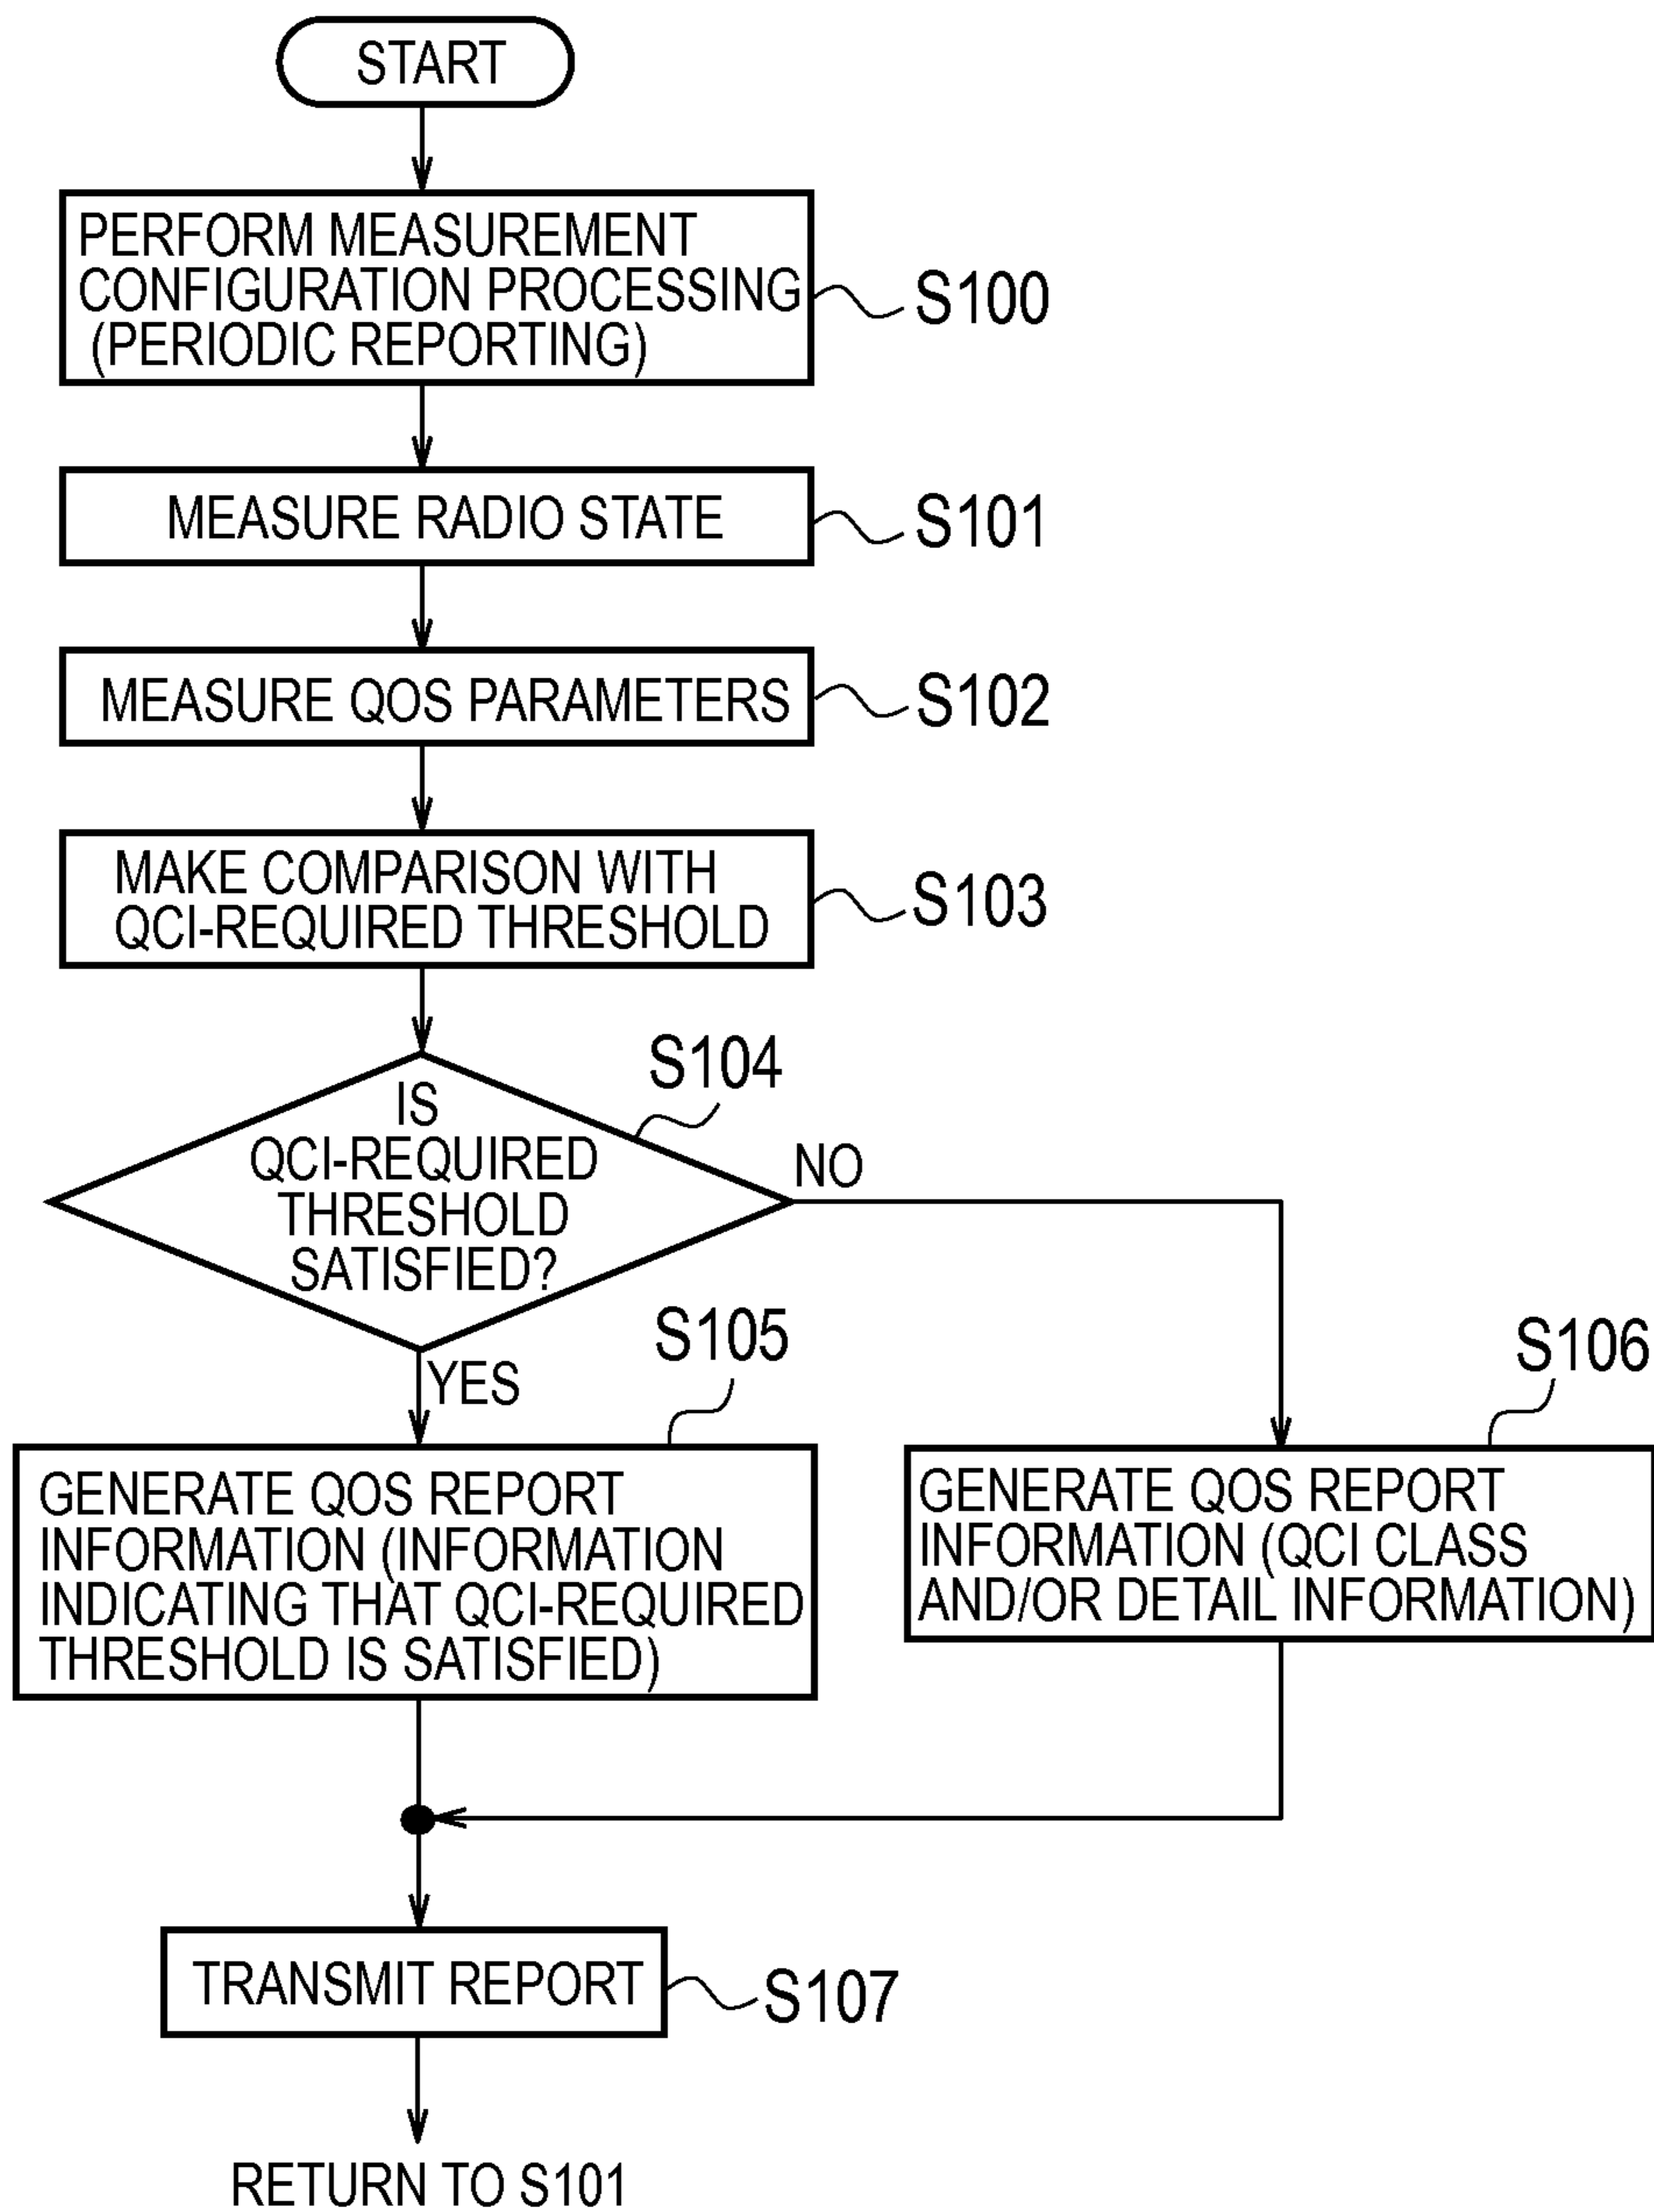 START
PERFORM MEASUREMENT
CONFIGURATION PROCESSING
(PERIODIC REPORTING)
S100
MEASURE RADIO STATE
S101
MEASURE QOS PARAMETERS
S102
MAKE COMPARISON WITH
QCI-REQUIRED THRESHOLD
S103
S104
IS
QCI-REQUIRED
THRESHOLD
SATISFIED?
NO
YES
S105
S106
GENERATE QOS REPORT
INFORMATION (INFORMATION
INDICATING THAT QCI-REQUIRED
THRESHOLD IS SATISFIED)
GENERATE QOS REPORT
INFORMATION (QCI CLASS
AND/OR DETAIL INFORMATION)
TRANSMIT REPORT
S107
RETURN TO S101